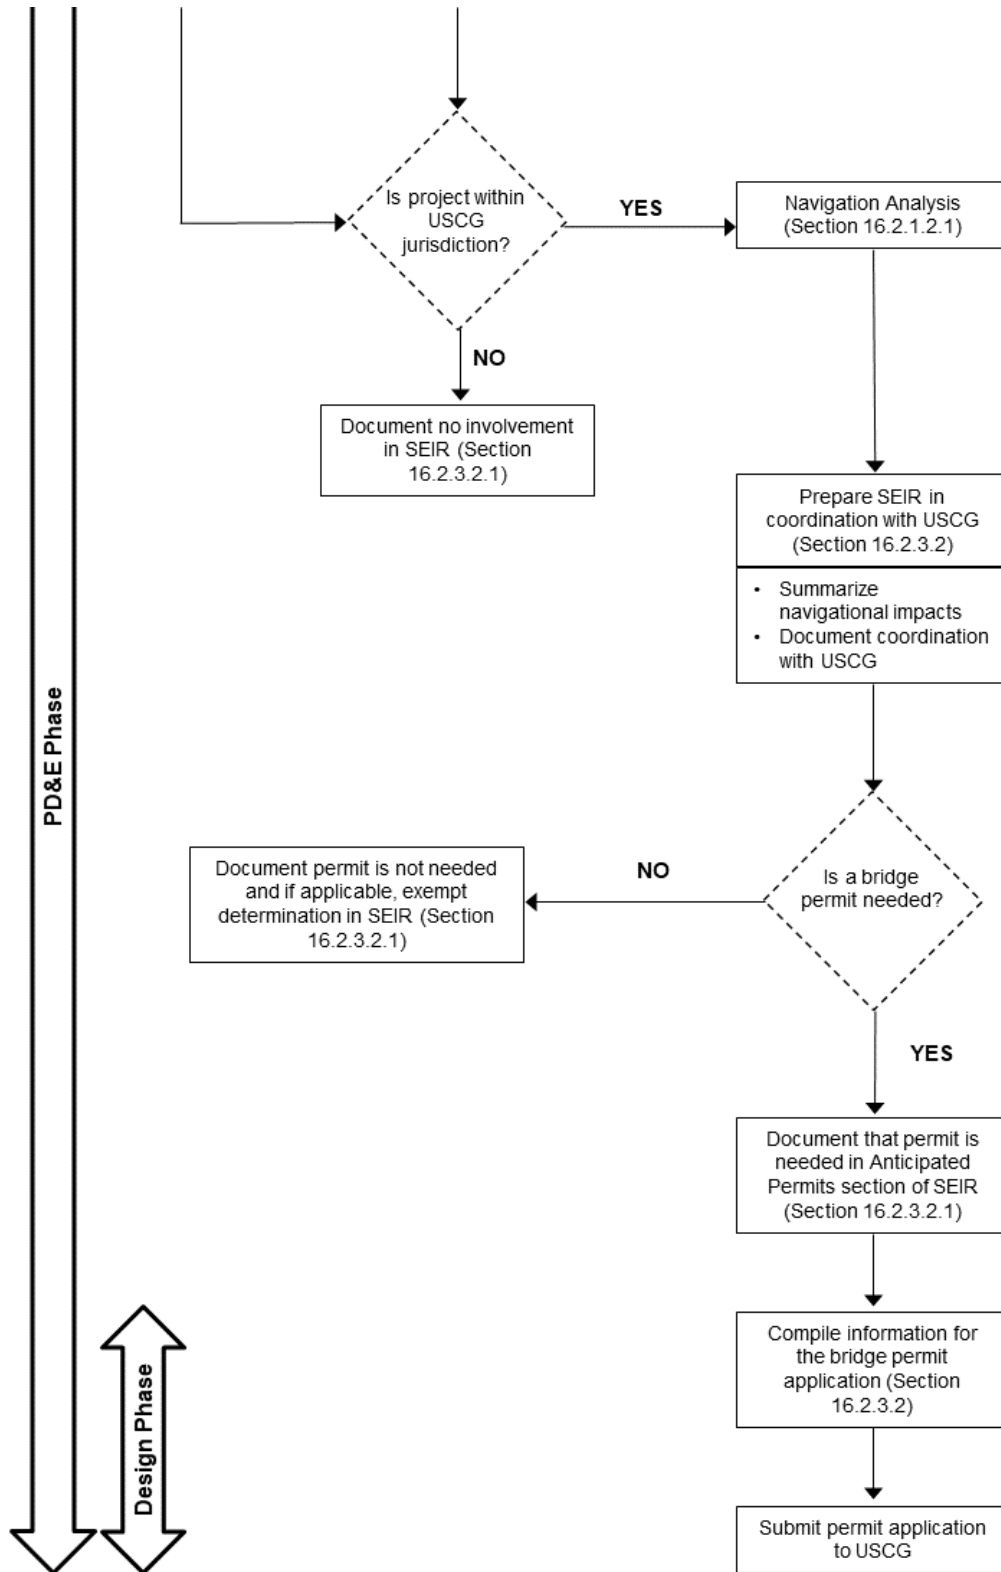 Is project within
USCG
jurisdiction?
YES
Navigation Analysis
(Section 16.2.1.2.1)
NO
Document no involvement
in SEIR (Section
16.2.3.2.1)
Prepare SEIR in
coordination with USCG
(Section 16.2.3.2)
• Summarize
navigational impacts
• Document coordination
with USCG
PD&E Phase
Document permit is not needed
and if applicable, exempt
determination in SEIR (Section
16.2.3.2.1)
NO
Is a bridge
permit needed?
YES
Document that permit is
needed in Anticipated
Permits section of SEIR
(Section 16.2.3.2.1)
Compile information for
the bridge permit
application (Section
16.2.3.2)
Design Phase
Submit permit application
to USCG